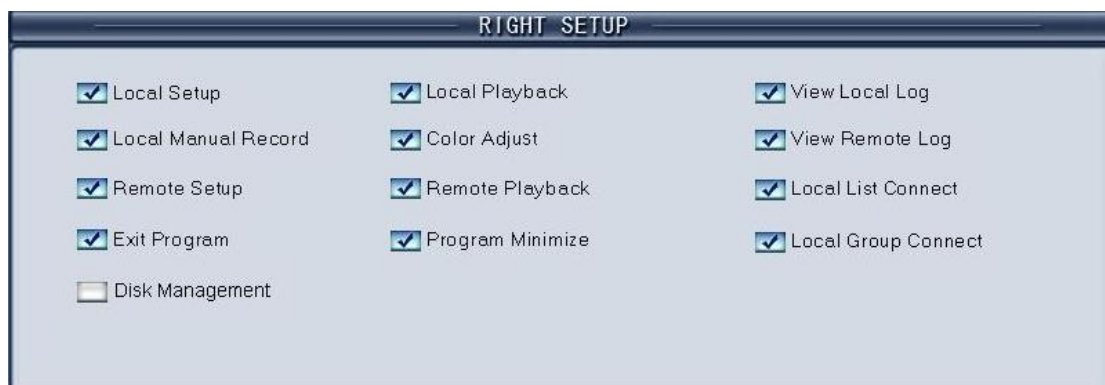 RIGHT SETUP
Local Setup
Local Playback
View Local Log
Local Manual Record
Color Adjust
View Remote Log
Remote Setup
Remote Playback
Local List Connect
Exit Program
Program Minimize
Local Group Connect
Disk Management